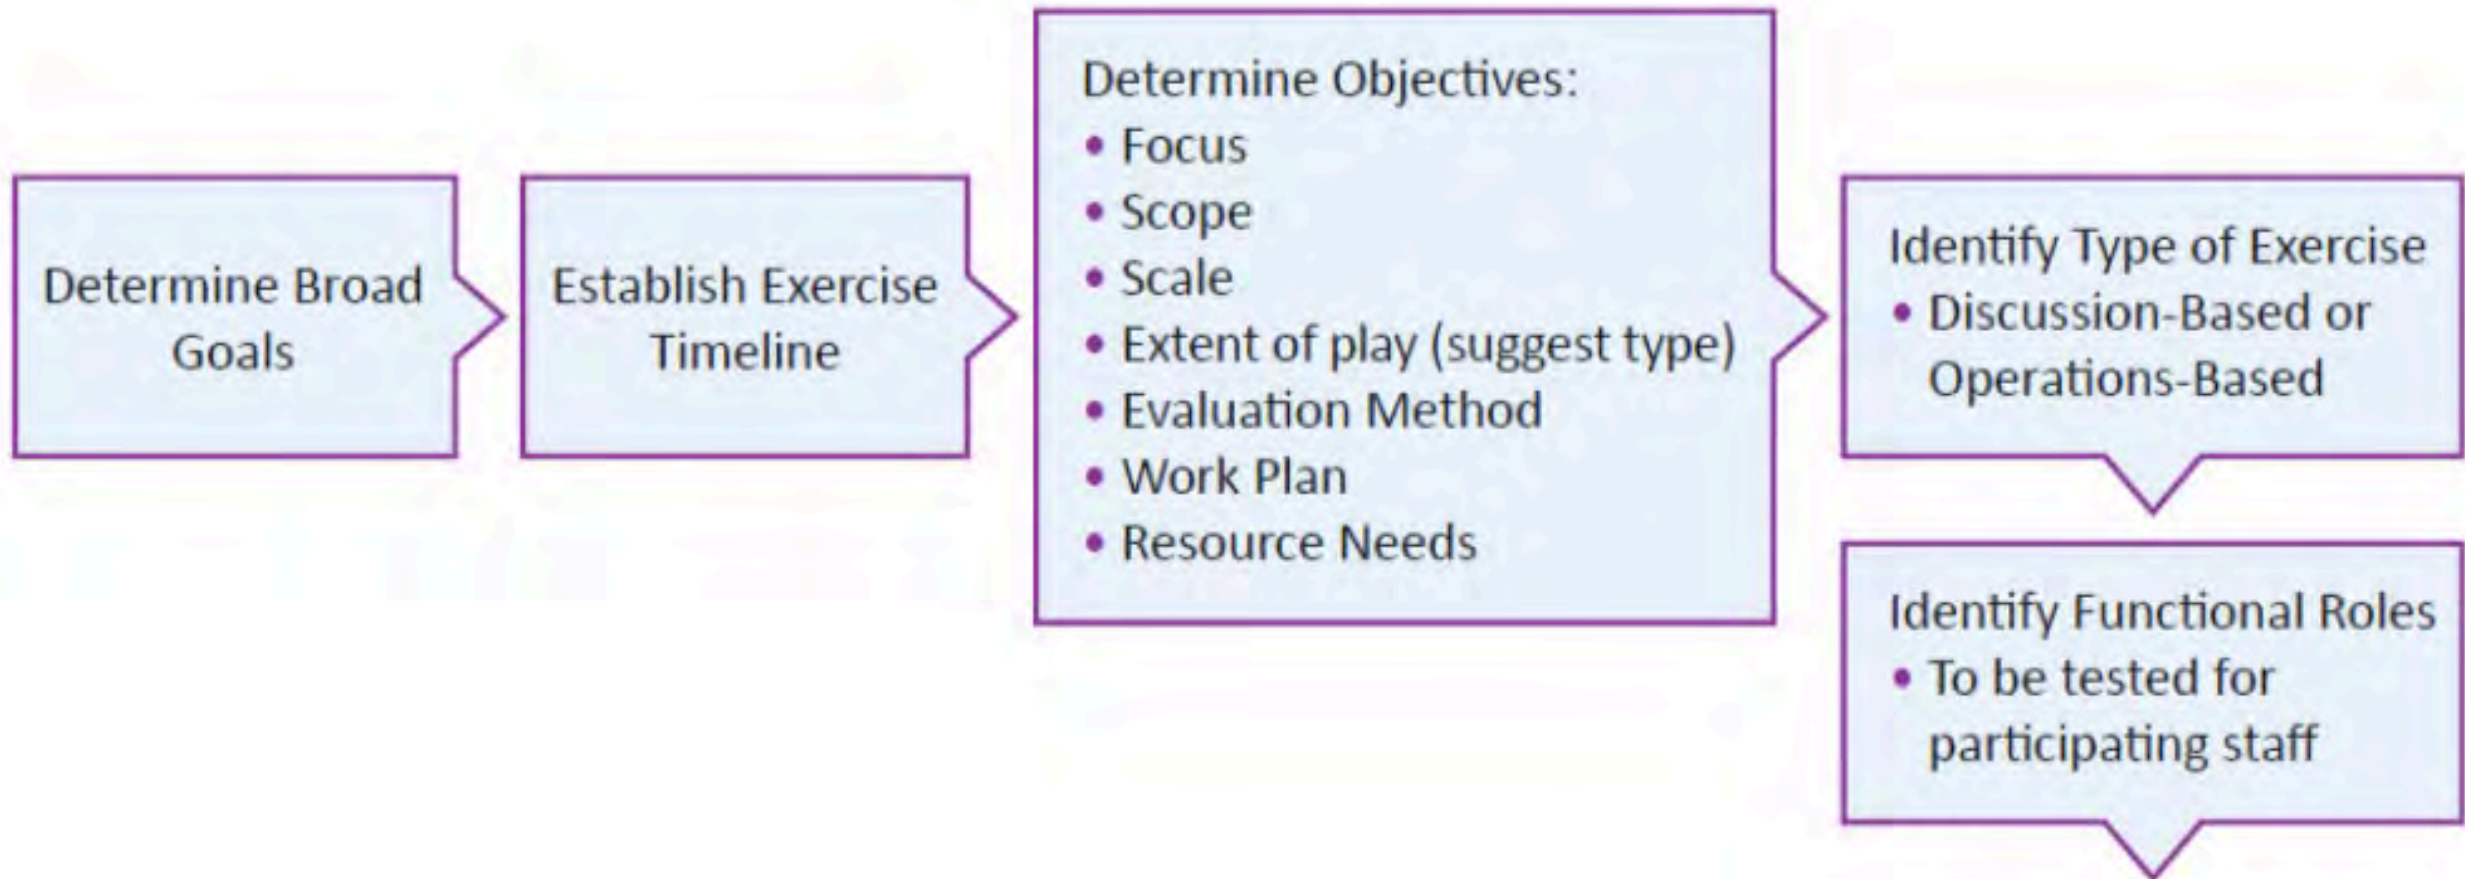 Determine Broad
Goals
Establish Exercise
Timeline
Determine Objectives:
• Focus
• Scope
• Scale
• Extent of play (suggest type)
• Evaluation Method
• Work Plan
• Resource Needs
Identify Type of Exercise
• Discussion-Based or
Operations-Based
Identify Functional Roles
• To be tested for
participating staff